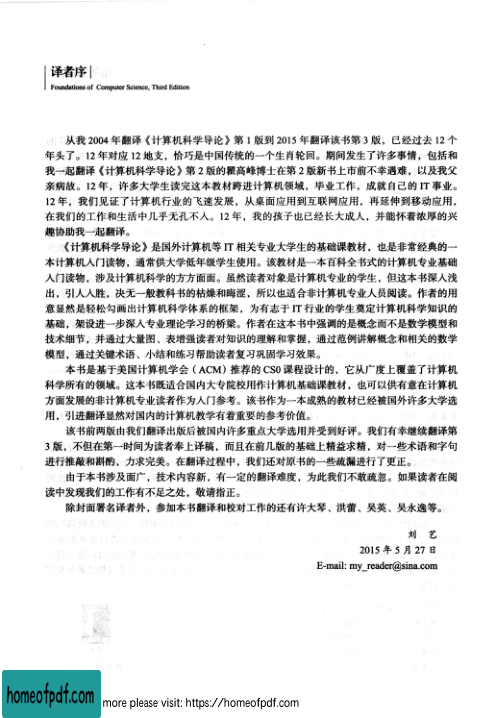 译者序
Foundations of Computer Science, Third Edition
从我 2004 年翻译《计算机科学导论》第 1 版到 2015 年翻译该书第 3 版，已经过去 12 个
年头了。12 年对应 12 地支，恰巧是中国传统的一个生肖轮回。期间发生了许多事情，包括和
我一起翻译《计算机科学导论》第 2 版的瞿高峰博士在第 2 版新书上市前不幸遇难，以及我父
亲病故。12 年，许多大学生读完这本教材跨进计算机领域，毕业工作，成就自己的 IT 事业。
12 年，我们见证了计算机行业的飞速发展，从桌面应用到互联网应用，再延伸到移动应用，
在我们的工作和生活中几乎无孔不入。12 年，我的孩子也已经长大成人，并能怀着浓厚的兴
趣协助我一起翻译。
《计算机科学导论》是国外计算机等 IT 相关专业大学生的基础课教材，也是非常经典的一
本计算机入门读物，通常供大学低年级学生使用。该教材是一本百科全书式的计算机专业基础
入门读物，涉及计算机科学的方方面面。虽然读者对象是计算机专业的学生，但这本书深入浅
出，引人入胜，决无一般教科书的枯燥和晦涩，所以也适合非计算机专业人员阅读。作者的用
意显然是轻松勾画出计算机科学体系的框架，为有志于 IT 行业的学生奠定计算机科学知识的
基础，架设进一步深入专业理论学习的桥梁。作者在这本书中强调的是概念而不是数学模型和
技术细节，并通过大量图、表增强读者对知识的理解和掌握，通过范例讲解概念和相关的数学
模型，通过关键术语、小结和练习帮助读者复习巩固学习效果。
本书是基于美国计算机学会（ACM）推荐的 CS0 课程设计的，它从广度上覆盖了计算机
科学所有的领域。这本书既适合国内大专院校用作计算机基础课教材，也可以供有意在计算机
方面发展的非计算机专业读者作为入门参考。该书作为一本成熟的教材已经被国外许多大学选
用，引进翻译显然对国内的计算机教学有着重要的参考价值。
该书前两版由我们翻译出版后被国内许多重点大学选用并受到好评。我们有幸继续翻译第
3 版，不但在第一时间为读者奉上译稿，而且在前几版的基础上精益求精，对一些术语和字句
进行推敲和斟酌，力求完美。在翻译过程中，我们还对原书的一些疏漏进行了更正。
由于本书涉及面广，技术内容新，有一定的翻译难度，为此我们不敢疏忽。如果读者在阅
读中发现我们的工作有不足之处，敬请指正。
除封面署名译者外，参加本书翻译和校对工作的还有许大琴、洪蕾、吴英、吴永逸等。
刘 艺
2015 年 5 月 27 日
E-mail: my_reader@sina.com
homeofpdf.com
more please visit: https://homeofpdf.com